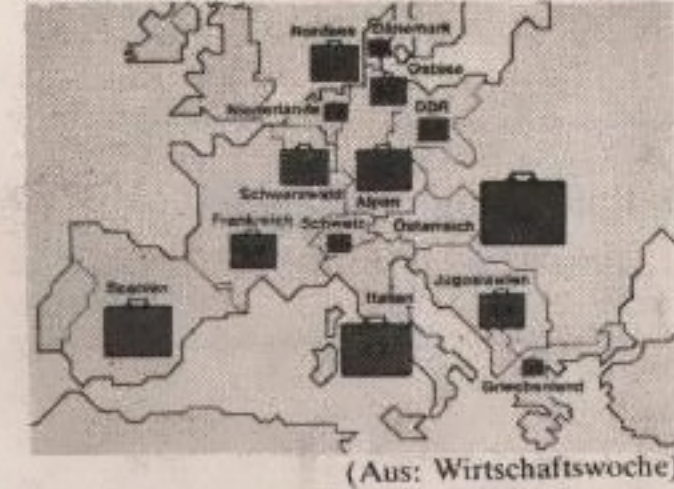 Nordsee
Dänemark
Ostsee
Niederlande
DDR
Schwarzwald
Alpen
Frankreich Schweiz
Österreich
Spanien
Italien
Jugoslawien
Griechenland
(Aus: Wirtschaftswoche)